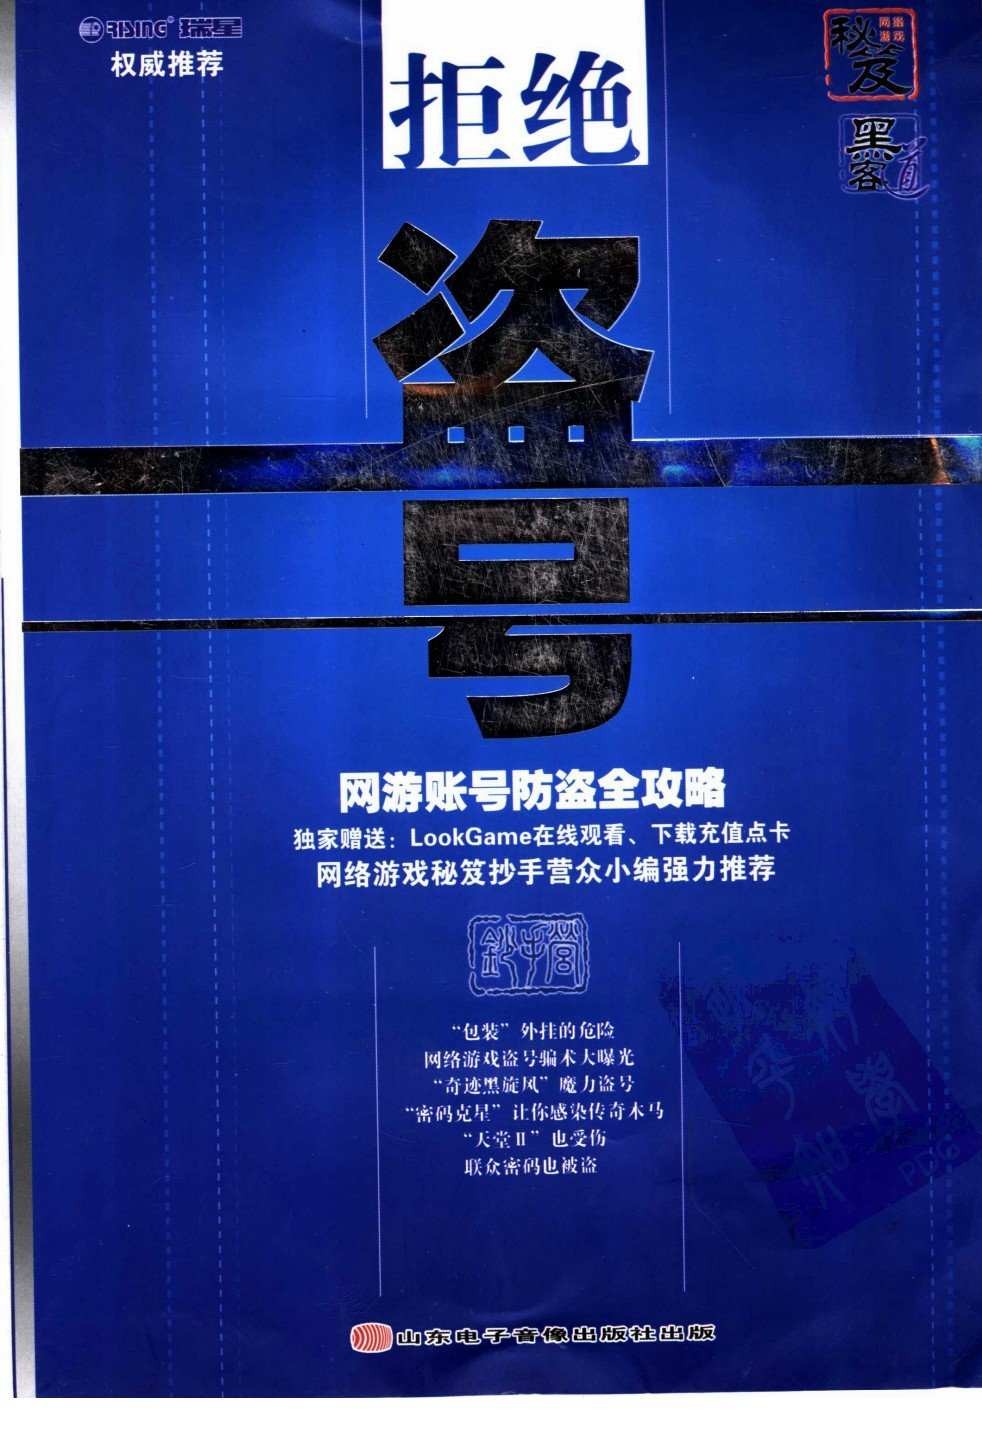 RISING 瑞星
权威推荐
网络游戏
秘笈
黑客道
拒绝
盗号
网游账号防盗全攻略
独家赠送：LookGame在线观看、下载充值点卡
网络游戏秘笈抄手营众小编强力推荐
“包装”外挂的危险
网络游戏盗号骗术大曝光
“奇迹黑旋风”魔力盗号
“密码克星”让你感染传奇木马
“天堂Ⅱ”也受伤
联众密码也被盗
山东电子音像出版社出版